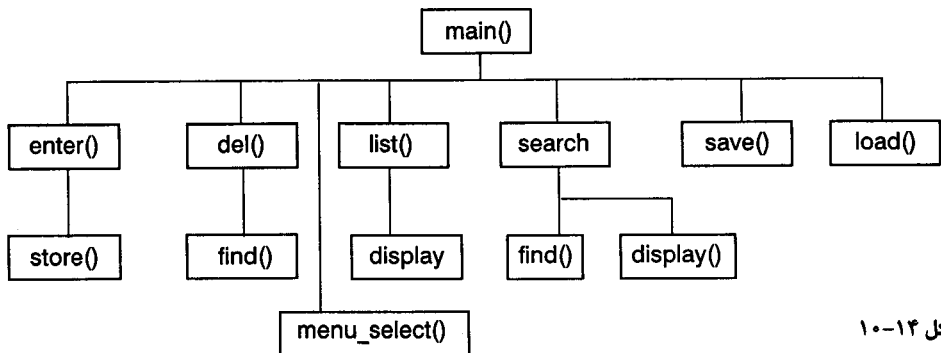 main()
enter() del() list() search save() load()
store() find() display find() display()
menu_select()
۱۰-۱۴